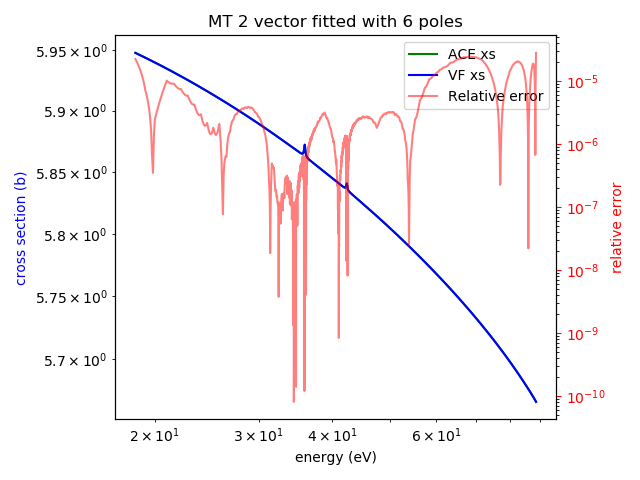 MT 2 vector fitted with 6 poles
ACE xs
VF xs
Relative error
cross section (b)
5.95 × 10⁰
5.9 × 10⁰
5.85 × 10⁰
5.8 × 10⁰
5.75 × 10⁰
5.7 × 10⁰
10⁻⁵
10⁻⁶
10⁻⁷
10⁻⁸
10⁻⁹
10⁻¹⁰
relative error
2 × 10¹ 3 × 10¹ 4 × 10¹ 6 × 10¹
energy (eV)